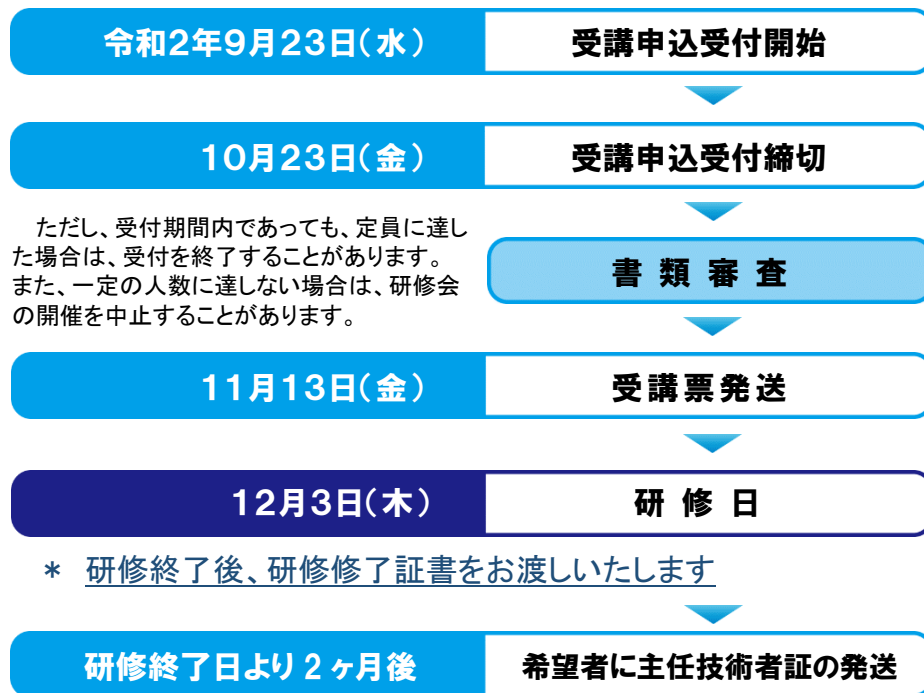 令和2年9月23日(水) 受講申込受付開始
10月23日(金) 受講申込受付締切
ただし、受付期間内であっても、定員に達し
た場合は、受付を終了することがあります。
また、一定の人数に達しない場合は、研修会
の開催を中止することがあります。
書類審査
11月13日(金) 受講票発送
12月3日(木) 研修日
* 研修終了後、研修修了証書をお渡しいたします
研修終了日より2ヶ月後 希望者に主任技術者証の発送